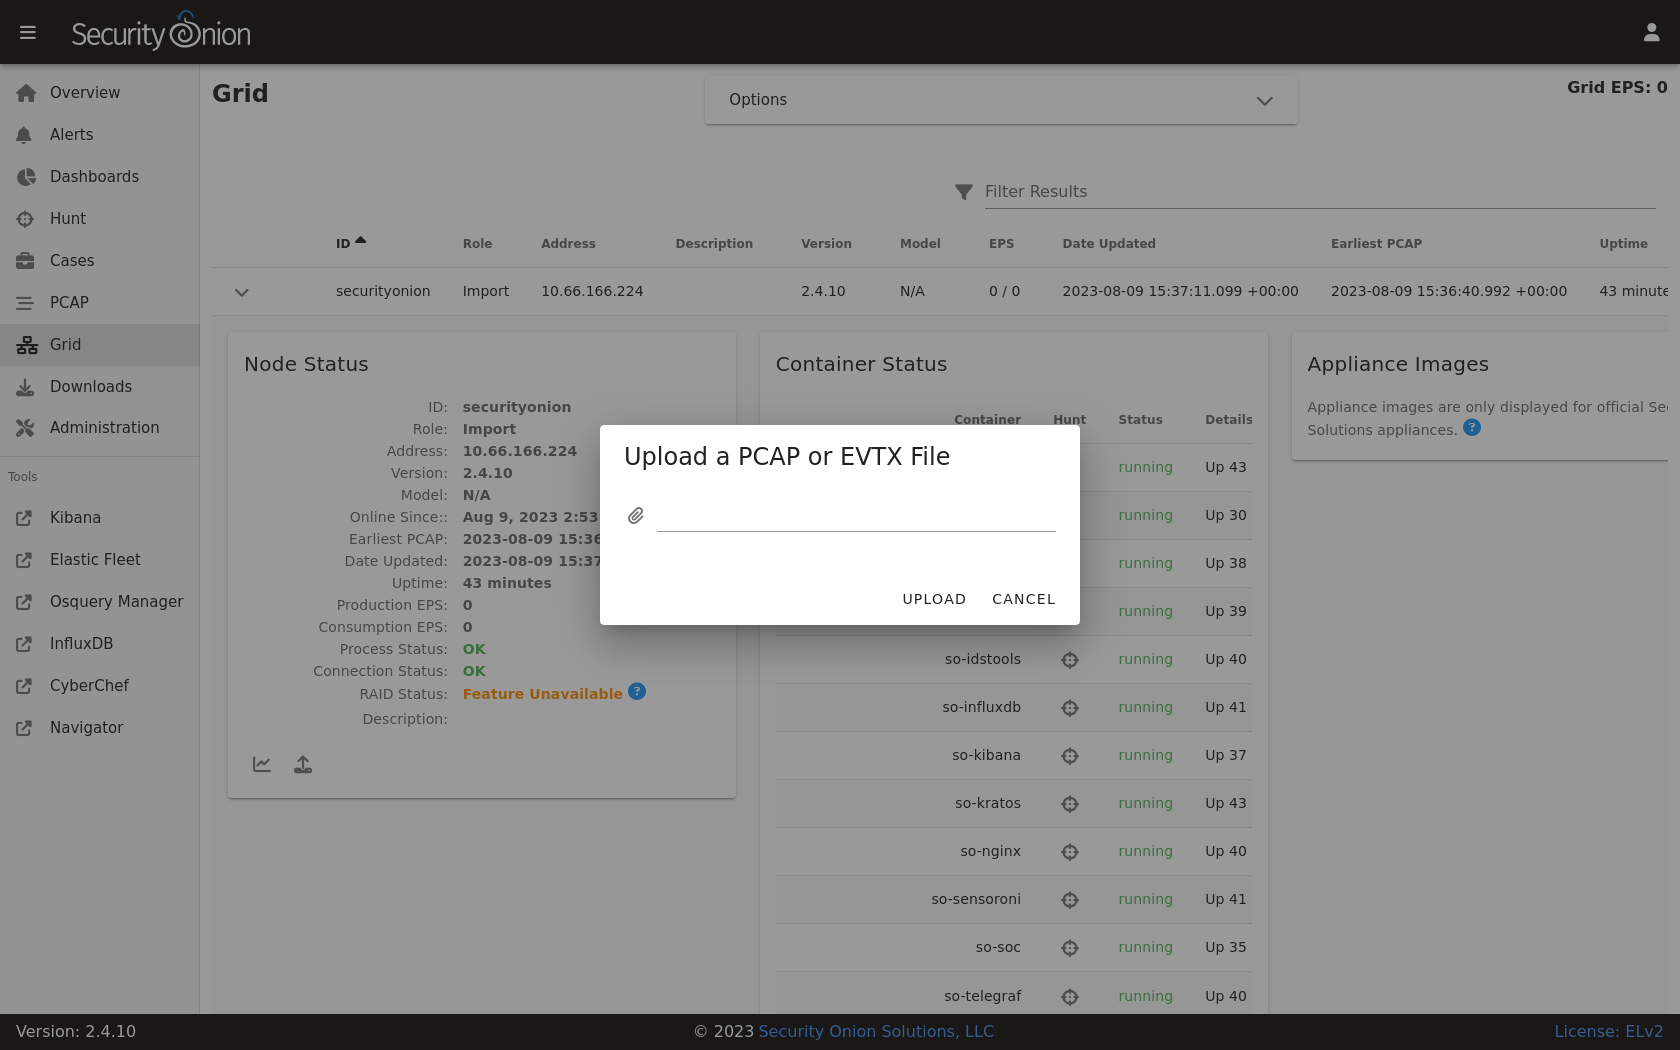 Security Onion
Overview
Alerts
Dashboards
Hunt
Cases
PCAP
Grid
Downloads
Administration
Tools
Kibana
Elastic Fleet
Osquery Manager
InfluxDB
CyberChef
Navigator
Grid
Options
Grid EPS: 0
Filter Results
ID Role Address Description Version Model EPS Date Updated Earliest PCAP Uptime
securityonion Import 10.66.166.224 2.4.10 N/A 0 / 0 2023-08-09 15:37:11.099 +00:00 2023-08-09 15:36:40.992 +00:00 43 minute
Node Status
ID: securityonion
Role: Import
Address: 10.66.166.224
Version: 2.4.10
Model: N/A
Online Since:: Aug 9, 2023 2:53
Earliest PCAP: 2023-08-09 15:36
Date Updated: 2023-08-09 15:37
Uptime: 43 minutes
Production EPS: 0
Consumption EPS: 0
Process Status: OK
Connection Status: OK
RAID Status: Feature Unavailable ?
Description:
Container Status
Container Hunt Status Details
running Up 43
running Up 30
running Up 38
running Up 39
so-idstools running Up 40
so-influxdb running Up 41
so-kibana running Up 37
so-kratos running Up 43
so-nginx running Up 40
so-sensoroni running Up 41
so-soc running Up 35
so-telegraf running Up 40
Appliance Images
Appliance images are only displayed for official Sec
Solutions appliances. ?
Upload a PCAP or EVTX File
UPLOAD CANCEL
Version: 2.4.10
© 2023 Security Onion Solutions, LLC
License: ELv2